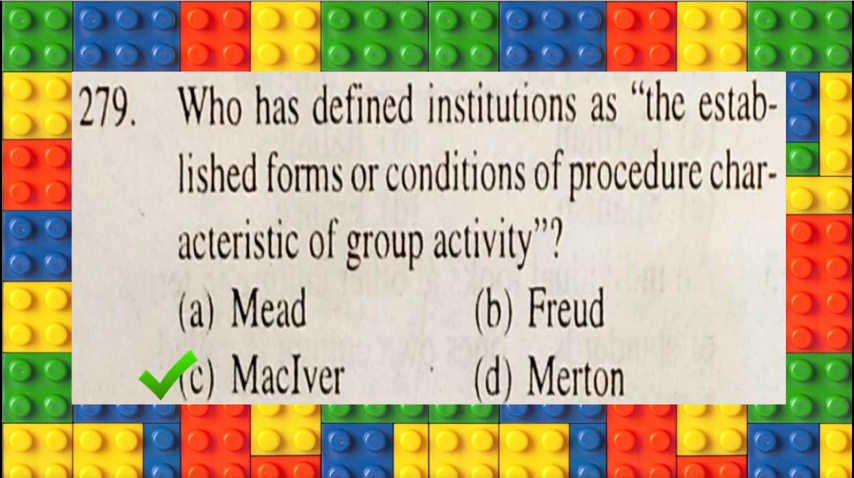 279. Who has defined institutions as “the estab-
lished forms or conditions of procedure char-
acteristic of group activity”?
(a) Mead (b) Freud
(c) MacIver (d) Merton